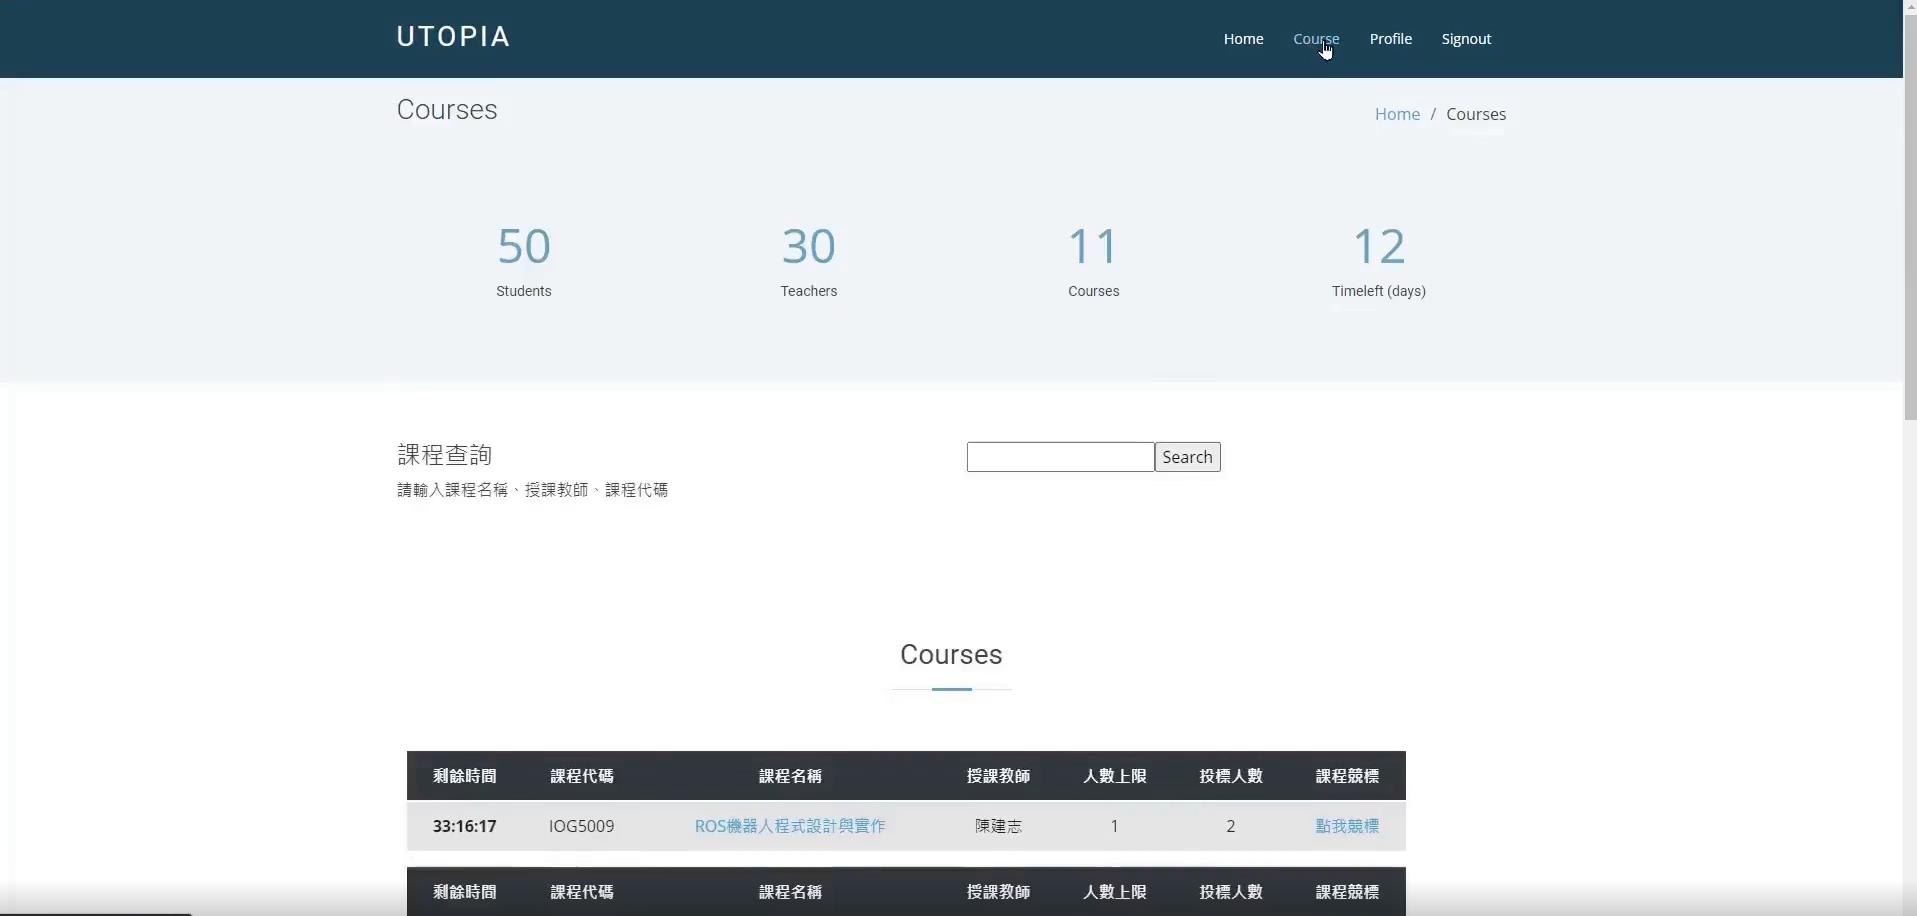 UTOPIA
Home Course Profile Signout
Courses
Home / Courses
50 30 11 12
Students Teachers Courses Timeleft (days)
課程查詢
Search
請輸入課程名稱、授課教師、課程代碼
Courses
剩餘時間 課程代碼 課程名稱 授課教師 人數上限 投標人數 課程競標
33:16:17 IOG5009 ROS機器人程式設計與實作 陳建志 1 2 點我競標
剩餘時間 課程代碼 課程名稱 授課教師 人數上限 投標人數 課程競標